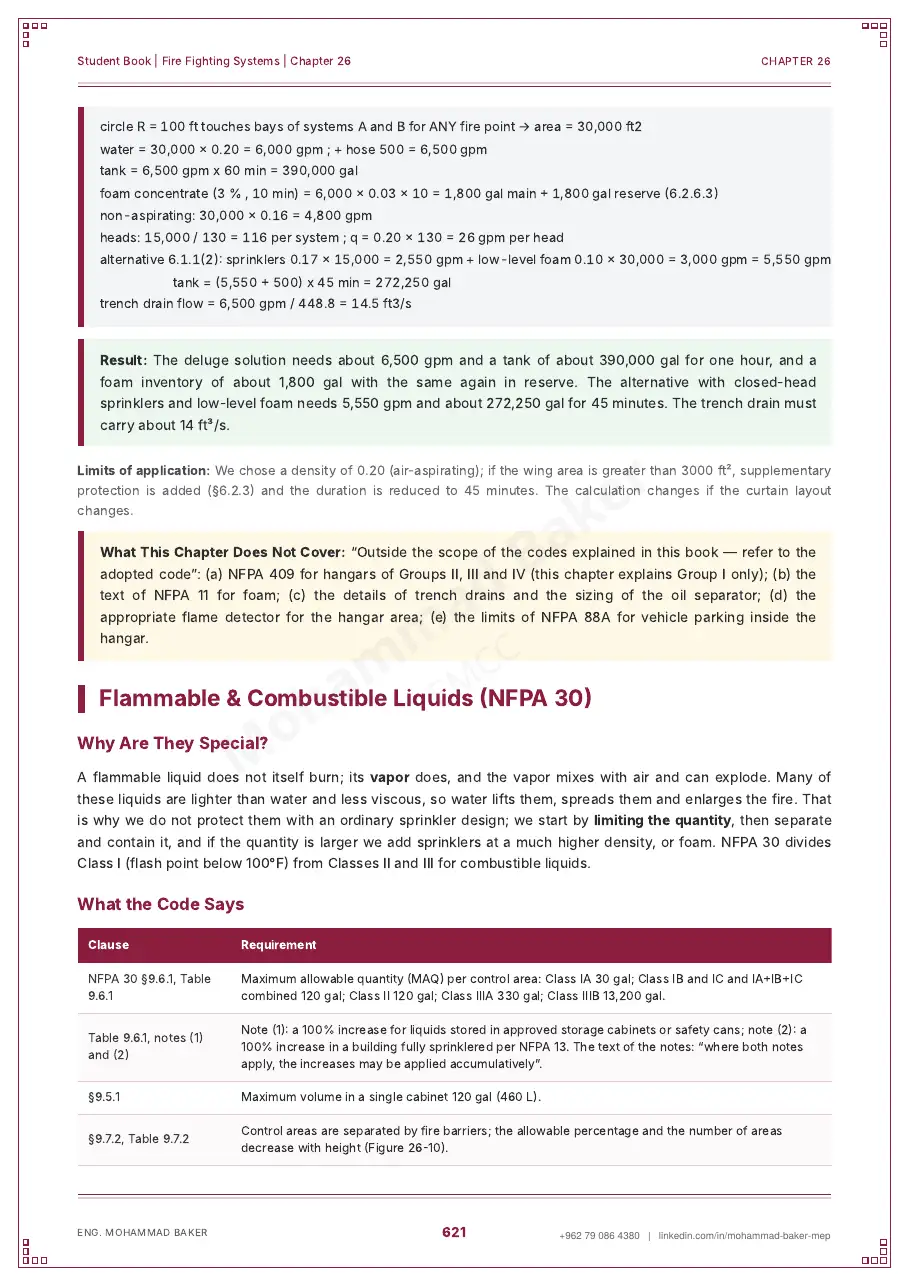 Student Book | Fire Fighting Systems | Chapter 26
CHAPTER 26
circle R = 100 ft touches bays of systems A and B for ANY fire point → area = 30,000 ft2
water = 30,000 × 0.20 = 6,000 gpm ; + hose 500 = 6,500 gpm
tank = 6,500 gpm x 60 min = 390,000 gal
foam concentrate (3 % , 10 min) = 6,000 × 0.03 × 10 = 1,800 gal main + 1,800 gal reserve (6.2.6.3)
non-aspirating: 30,000 × 0.16 = 4,800 gpm
heads: 15,000 / 130 = 116 per system ; q = 0.20 × 130 = 26 gpm per head
alternative 6.1.1(2): sprinklers 0.17 × 15,000 = 2,550 gpm + low-level foam 0.10 × 30,000 = 3,000 gpm = 5,550 gpm
tank = (5,550 + 500) x 45 min = 272,250 gal
trench drain flow = 6,500 gpm / 448.8 = 14.5 ft3/s
Result: The deluge solution needs about 6,500 gpm and a tank of about 390,000 gal for one hour, and a
foam inventory of about 1,800 gal with the same again in reserve. The alternative with closed-head
sprinklers and low-level foam needs 5,550 gpm and about 272,250 gal for 45 minutes. The trench drain must
carry about 14 ft³/s.
Limits of application: We chose a density of 0.20 (air-aspirating); if the wing area is greater than 3000 ft², supplementary
protection is added (§6.2.3) and the duration is reduced to 45 minutes. The calculation changes if the curtain layout
changes.
What This Chapter Does Not Cover: “Outside the scope of the codes explained in this book — refer to the
adopted code”: (a) NFPA 409 for hangars of Groups II, III and IV (this chapter explains Group I only); (b) the
text of NFPA 11 for foam; (c) the details of trench drains and the sizing of the oil separator; (d) the
appropriate flame detector for the hangar area; (e) the limits of NFPA 88A for vehicle parking inside the
hangar.
Mohammad Baker
EMCC
Flammable & Combustible Liquids (NFPA 30)
Why Are They Special?
A flammable liquid does not itself burn; its vapor does, and the vapor mixes with air and can explode. Many of
these liquids are lighter than water and less viscous, so water lifts them, spreads them and enlarges the fire. That
is why we do not protect them with an ordinary sprinkler design; we start by limiting the quantity, then separate
and contain it, and if the quantity is larger we add sprinklers at a much higher density, or foam. NFPA 30 divides
Class I (flash point below 100°F) from Classes II and III for combustible liquids.
What the Code Says
Clause Requirement
NFPA 30 §9.6.1, Table
9.6.1
Maximum allowable quantity (MAQ) per control area: Class IA 30 gal; Class IB and IC and IA+IB+IC
combined 120 gal; Class II 120 gal; Class IIIA 330 gal; Class IIIB 13,200 gal.
Table 9.6.1, notes (1)
and (2)
Note (1): a 100% increase for liquids stored in approved storage cabinets or safety cans; note (2): a
100% increase in a building fully sprinklered per NFPA 13. The text of the notes: “where both notes
apply, the increases may be applied accumulatively”.
§9.5.1
Maximum volume in a single cabinet 120 gal (460 L).
§9.7.2, Table 9.7.2
Control areas are separated by fire barriers; the allowable percentage and the number of areas
decrease with height (Figure 26-10).
ENG. MOHAMMAD BAKER
621
+962 79 086 4380 | linkedin.com/in/mohammad-baker-mep